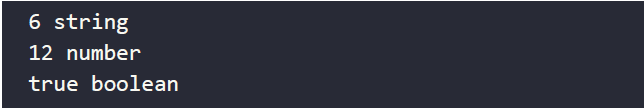 6 string
12 number
true boolean